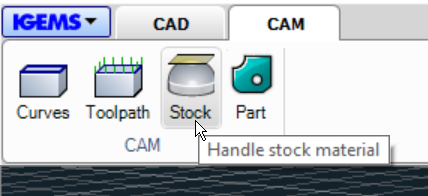 IGEMS CAD CAM
Curves Toolpath Stock Part
CAM
Handle stock material